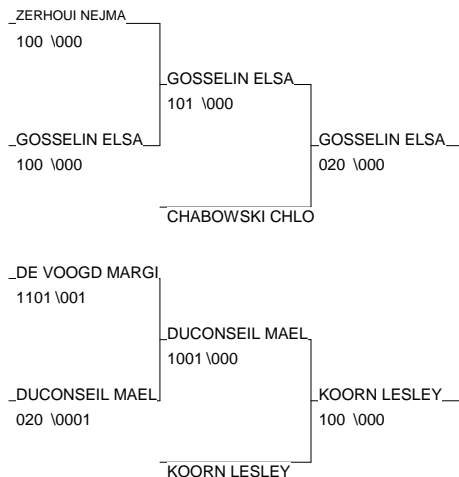 ZERHOUI NEJMA
100 \000
GOSSELIN ELSA
101 \000
GOSSELIN ELSA
100 \000
GOSSELIN ELSA
020 \000
CHABOWSKI CHLO
DE VOOGD MARGI
1101 \001
DUCONSEIL MAEL
1001 \000
DUCONSEIL MAEL
020 \0001
KOORN LESLEY
100 \000
KOORN LESLEY